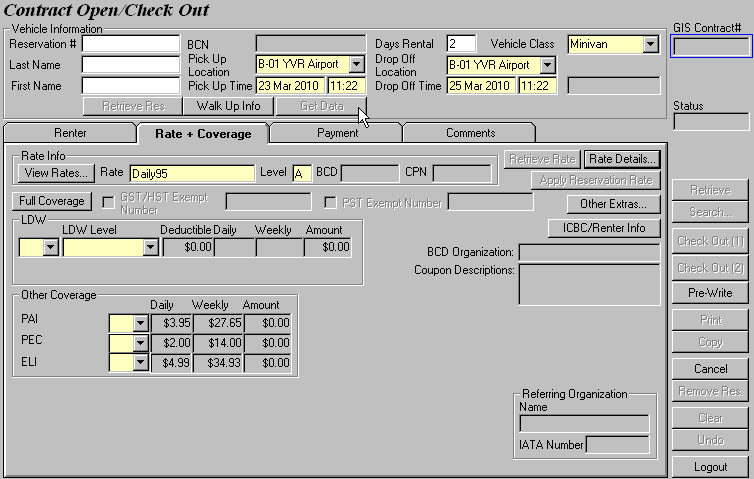 Contract Open/Check Out
Vehicle Information
GIS Contract#
Reservation # BCN Days Rental 2 Vehicle Class Minivan
Last Name Pick Up Location B-01 YVR Airport Drop Off Location B-01 YVR Airport
First Name Pick Up Time 23 Mar 2010 11:22 Drop Off Time 25 Mar 2010 11:22
Retrieve Res Walk Up Info Get Data
Status
Renter Rate + Coverage Payment Comments
Rate Info
View Rates... Rate Daily95 Level A BCD CPN Retrieve Rate Rate Details...
Apply Reservation Rate
Full Coverage GST/HST Exempt Number PST Exempt Number Other Extras...
ICBC/Renter Info
LDW
LDW Level Deductible Daily Weekly Amount
$0.00 $0.00
BCD Organization:
Coupon Descriptions:
Other Coverage
Daily Weekly Amount
PAI $3.95 $27.65 $0.00
PEC $2.00 $14.00 $0.00
ELI $4.99 $34.93 $0.00
Referring Organization
Name
IATA Number
Retrieve
Search...
Check Out (1)
Check Out (2)
Pre-Write
Print
Copy
Cancel
Remove Res.
Clear
Undo
Logout